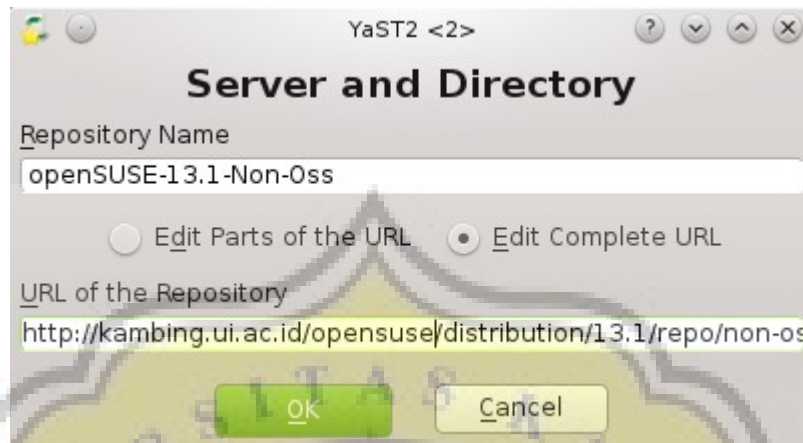 YaST2 <2>
Server and Directory
Repository Name
openSUSE-13.1-Non-Oss
Edit Parts of the URL Edit Complete URL
URL of the Repository
http://kambing.ui.ac.id/opensuse/distribution/13.1/repo/non-os
OK Cancel
S I T A S